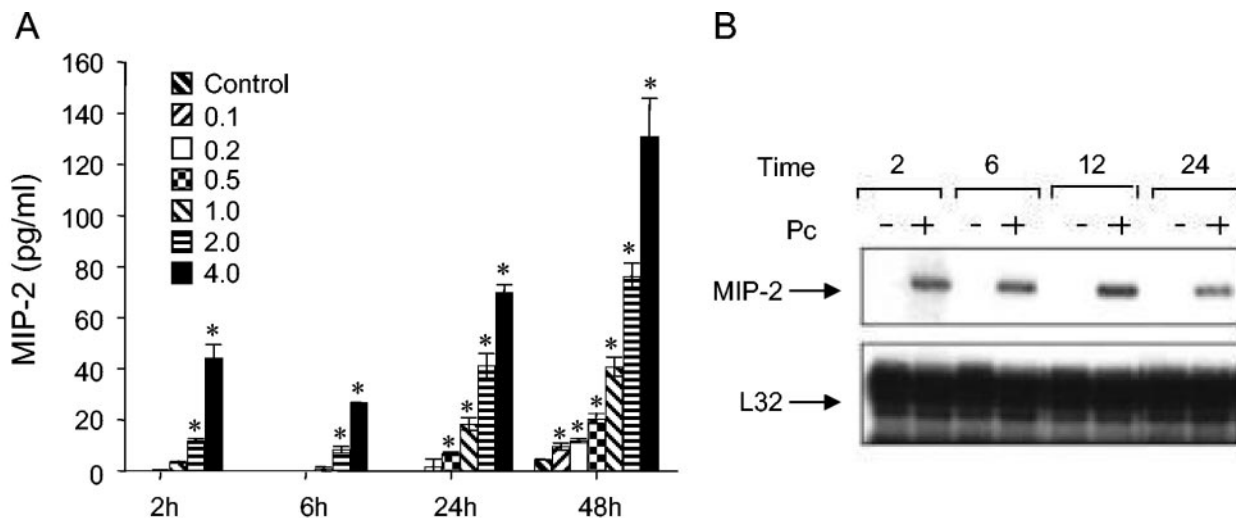 A
MIP-2 (pg/ml)
160
140
120
100
80
60
40
20
0
Control
0.1
0.2
0.5
1.0
2.0
4.0
* *
* *
* * * *
* * * * * *
2h 6h 24h 48h
B
Time 2 6 12 24
Pc - + - + - + - +
MIP-2
L32